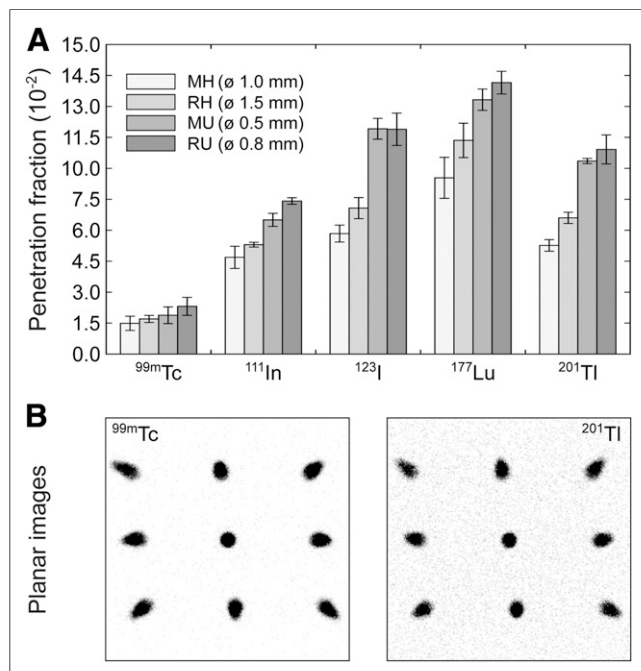 A
15.0
14.5
13.0
11.5
9.0
7.5
6.0
4.5
3.0
1.5
0.0
Penetration fraction (10⁻²)
MH (ø 1.0 mm)
RH (ø 1.5 mm)
MU (ø 0.5 mm)
RU (ø 0.8 mm)
⁹⁹ᵐTc ¹¹¹In ¹²³I ¹⁷⁷Lu ²⁰¹Tl
B
Planar images
⁹⁹ᵐTc ²⁰¹Tl